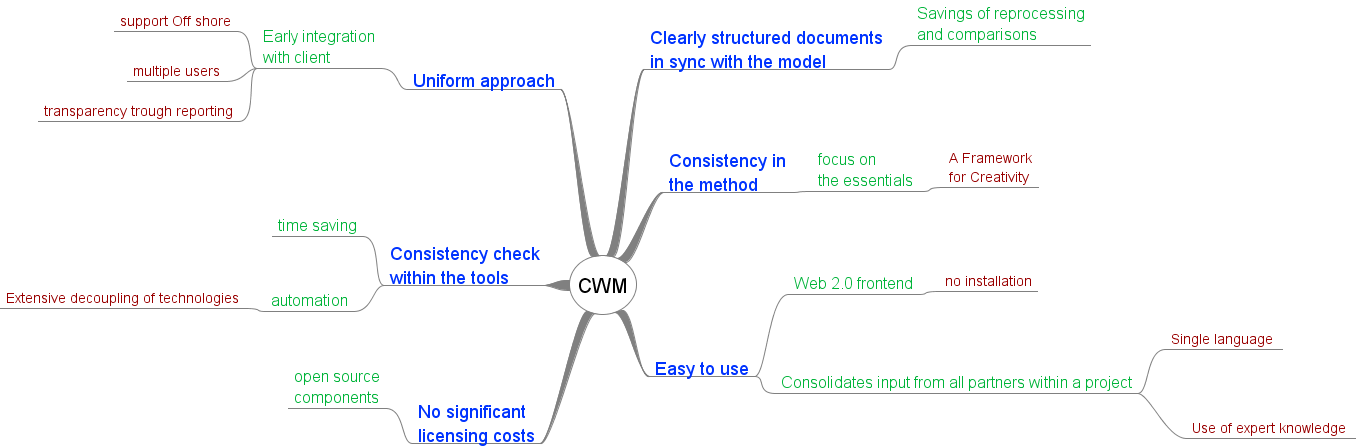 support Off shore
Early integration
with client
multiple users
transparency trough reporting
Uniform approach
Clearly structured documents
in sync with the model
Savings of reprocessing
and comparisons
Consistency in
the method
focus on
the essentials
A Framework
for Creativity
time saving
Consistency check
within the tools
Extensive decoupling of technologies
automation
CWM
Web 2.0 frontend
no installation
Easy to use
Consolidates input from all partners within a project
Single language
Use of expert knowledge
open source
components
No significant
licensing costs